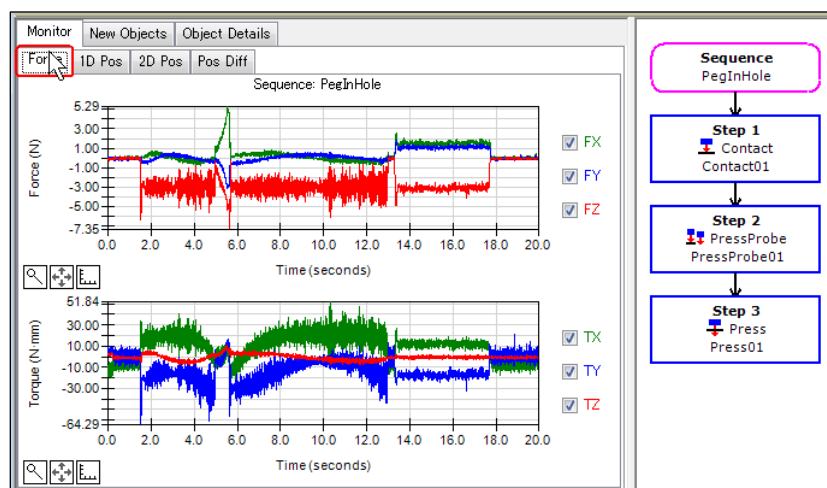 Monitor New Objects Object Details
Force 1D Pos 2D Pos Pos Diff
Sequence: PegInHole
Force (N)
5.29
3.00
1.00
-1.00
-3.00
-5.00
-7.36
0.0 2.0 4.0 6.0 8.0 10.0 12.0 14.0 16.0 18.0 20.0
Time (seconds)
FX
FY
FZ
Torque (N·mm)
51.84
30.00
10.00
-10.00
-30.00
-64.29
0.0 2.0 4.0 6.0 8.0 10.0 12.0 14.0 16.0 18.0 20.0
Time (seconds)
TX
TY
TZ
Sequence
PegInHole
Step 1
Contact
Contact01
Step 2
PressProbe
PressProbe01
Step 3
Press
Press01